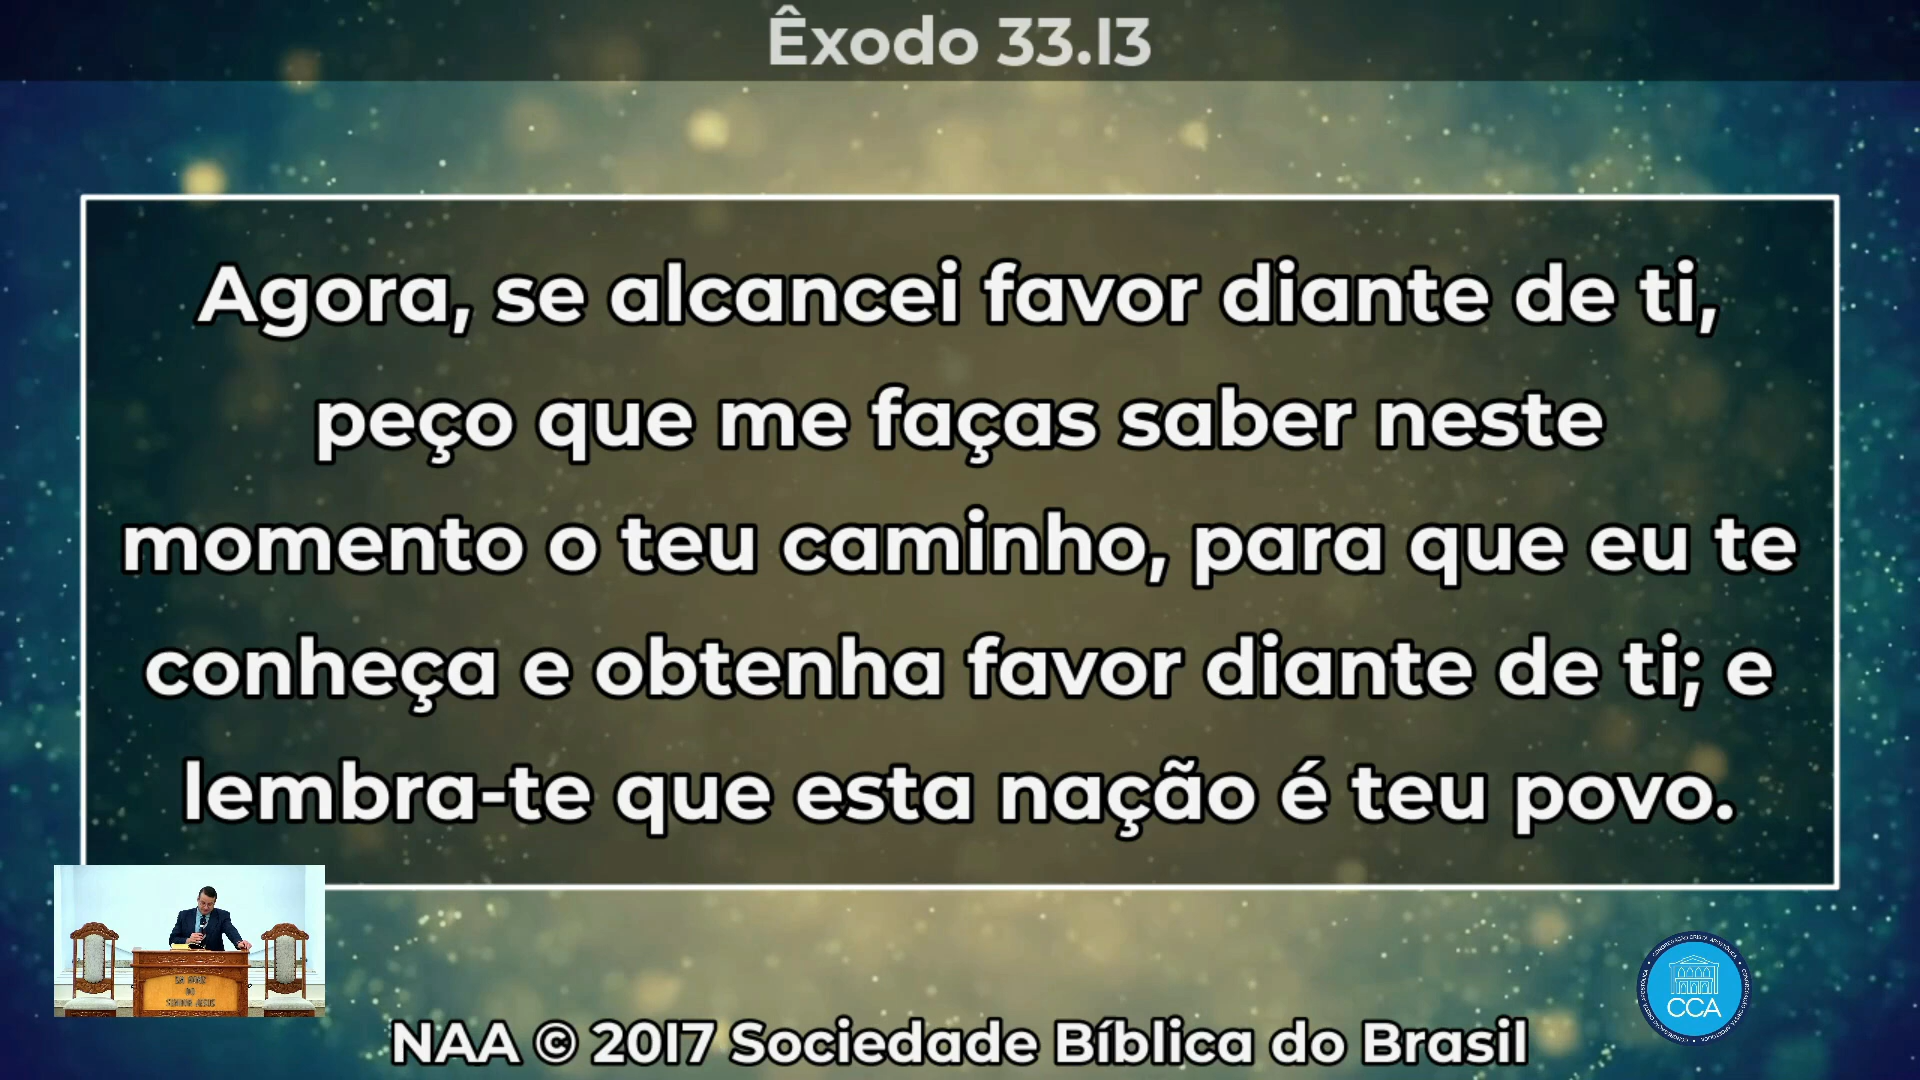 Êxodo 33.13
Agora, se alcancei favor diante de ti,
peço que me faças saber neste
momento o teu caminho, para que eu te
conheça e obtenha favor diante de ti; e
lembra-te que esta nação é teu povo.
SENHOR JESUS
CCA
NAA © 2017 Sociedade Bíblica do Brasil